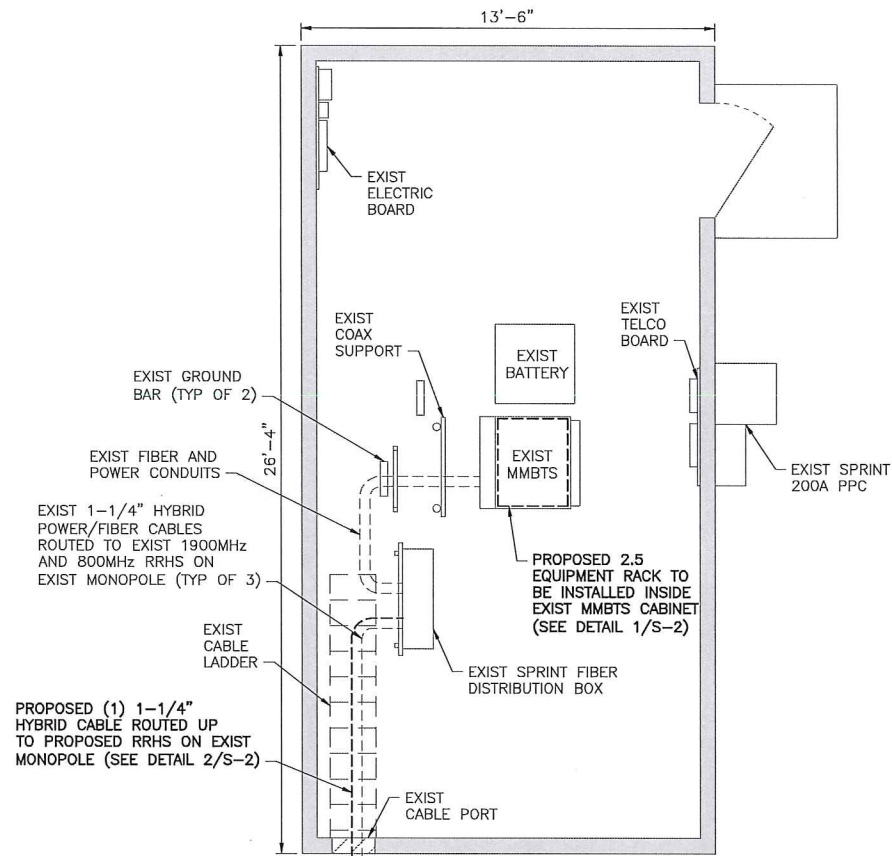 13'-6"
EXIST
ELECTRIC
BOARD
EXIST
TELCO
BOARD
EXIST
COAX
SUPPORT
EXIST
BATTERY
EXIST GROUND
BAR (TYP OF 2)
26'-4"
EXIST
MMBTS
EXIST FIBER AND
POWER CONDUITS
EXIST SPRINT
200A PPC
EXIST 1-1/4" HYBRID
POWER/FIBER CABLES
ROUTED TO EXIST 1900MHz
AND 800MHz RRHS ON
EXIST MONOPOLE (TYP OF 3)
PROPOSED 2.5
EQUIPMENT RACK TO
BE INSTALLED INSIDE
EXIST MMBTS CABINET
(SEE DETAIL 1/S-2)
EXIST
CABLE
LADDER
EXIST SPRINT FIBER
DISTRIBUTION BOX
PROPOSED (1) 1-1/4"
HYBRID CABLE ROUTED UP
TO PROPOSED RRHS ON EXIST
MONOPOLE (SEE DETAIL 2/S-2)
EXIST
CABLE PORT